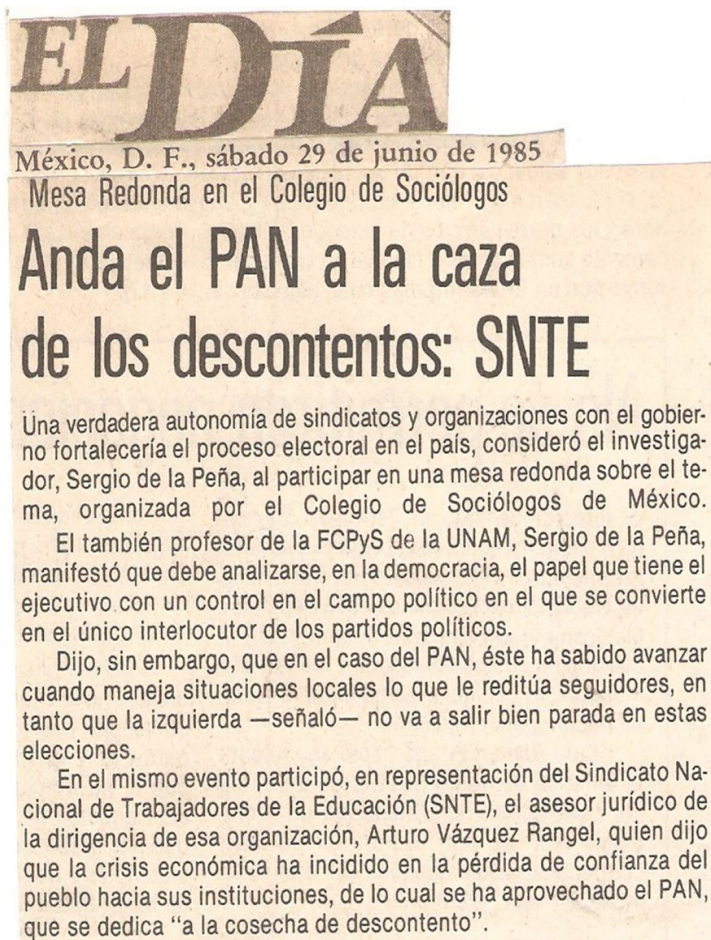 EL DÍA
México, D. F., sábado 29 de junio de 1985
Mesa Redonda en el Colegio de Sociólogos
Anda el PAN a la caza
de los descontentos: SNTE
Una verdadera autonomía de sindicatos y organizaciones con el gobier-
no fortalecería el proceso electoral en el país, consideró el investiga-
dor, Sergio de la Peña, al participar en una mesa redonda sobre el te-
ma, organizada por el Colegio de Sociólogos de México.
El también profesor de la FCPyS de la UNAM, Sergio de la Peña,
manifestó que debe analizarse, en la democracia, el papel que tiene el
ejecutivo con un control en el campo político en el que se convierte
en el único interlocutor de los partidos políticos.
Dijo, sin embargo, que en el caso del PAN, éste ha sabido avanzar
cuando maneja situaciones locales lo que le reditúa seguidores, en
tanto que la izquierda —señaló— no va a salir bien parada en estas
elecciones.
En el mismo evento participó, en representación del Sindicato Na-
cional de Trabajadores de la Educación (SNTE), el asesor jurídico de
la dirigencia de esa organización, Arturo Vázquez Rangel, quien dijo
que la crisis económica ha incidido en la pérdida de confianza del
pueblo hacia sus instituciones, de lo cual se ha aprovechado el PAN,
que se dedica “a la cosecha de descontento”.